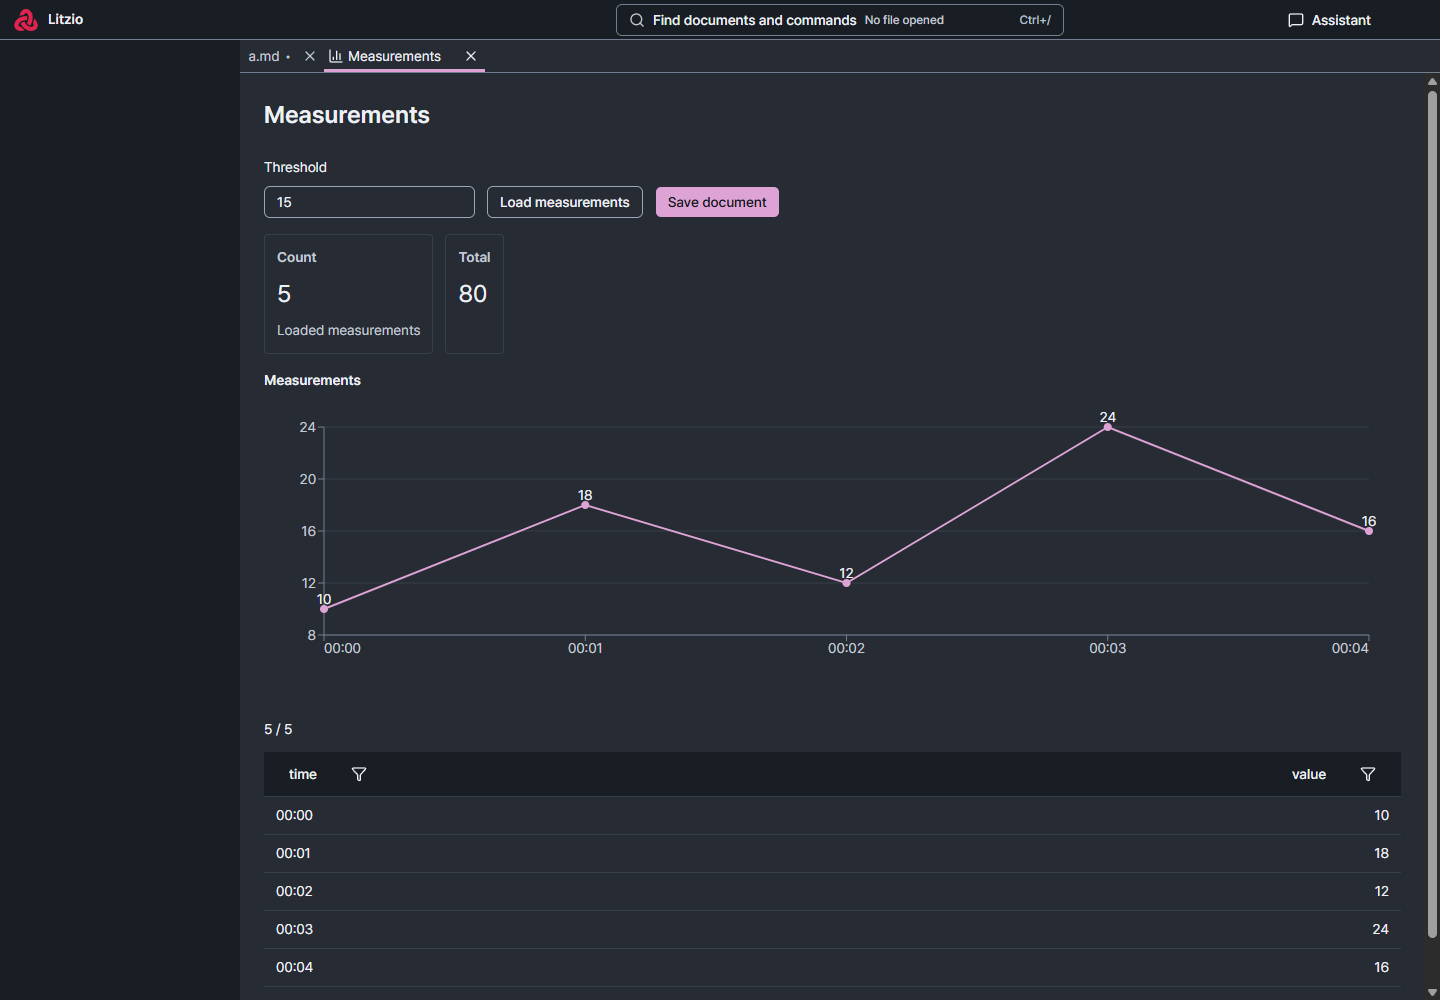 Litzio
Find documents and commands No file opened Ctrl+/
Assistant
a.md •
Measurements
Measurements
Threshold
15
Load measurements
Save document
Count
5
Loaded measurements
Total
80
Measurements
24
20
16
12
8
10
18
12
24
16
00:00 00:01 00:02 00:03 00:04
5 / 5
time value
00:00 10
00:01 18
00:02 12
00:03 24
00:04 16